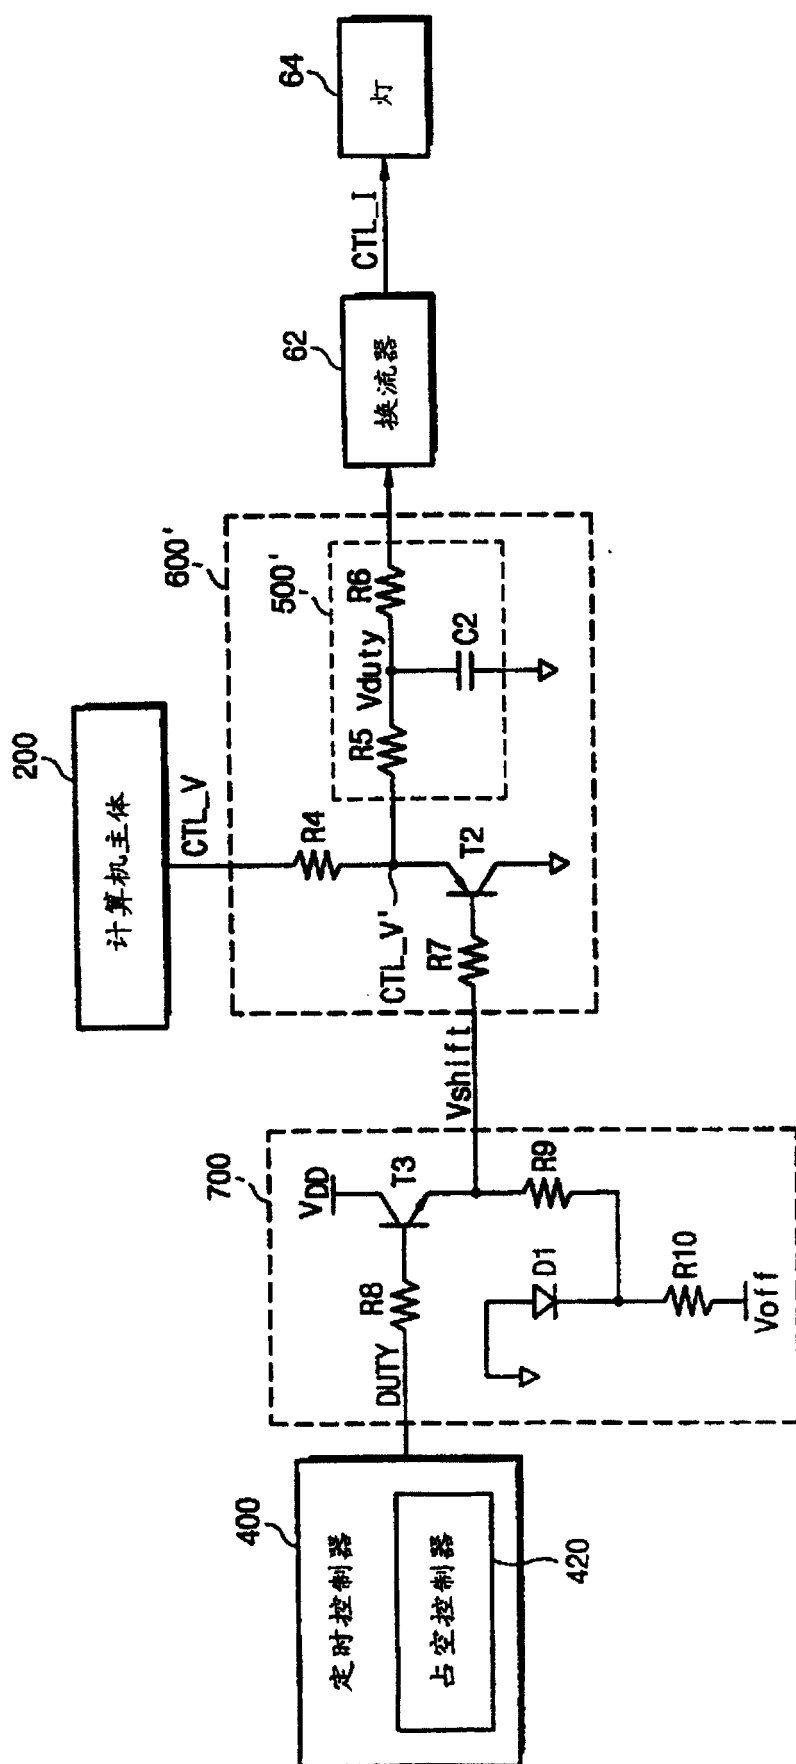 400
定时控制器
占空控制器
420
700
DUTY
R8
VDD
T3
R9
D1
R10
Voff
Vshift
200
计算机主体
CTL_V
600'
R4
CTL_V'
R7
T2
500'
R5
Vduty
R6
C2
62
换流器
CTL_I
64
灯